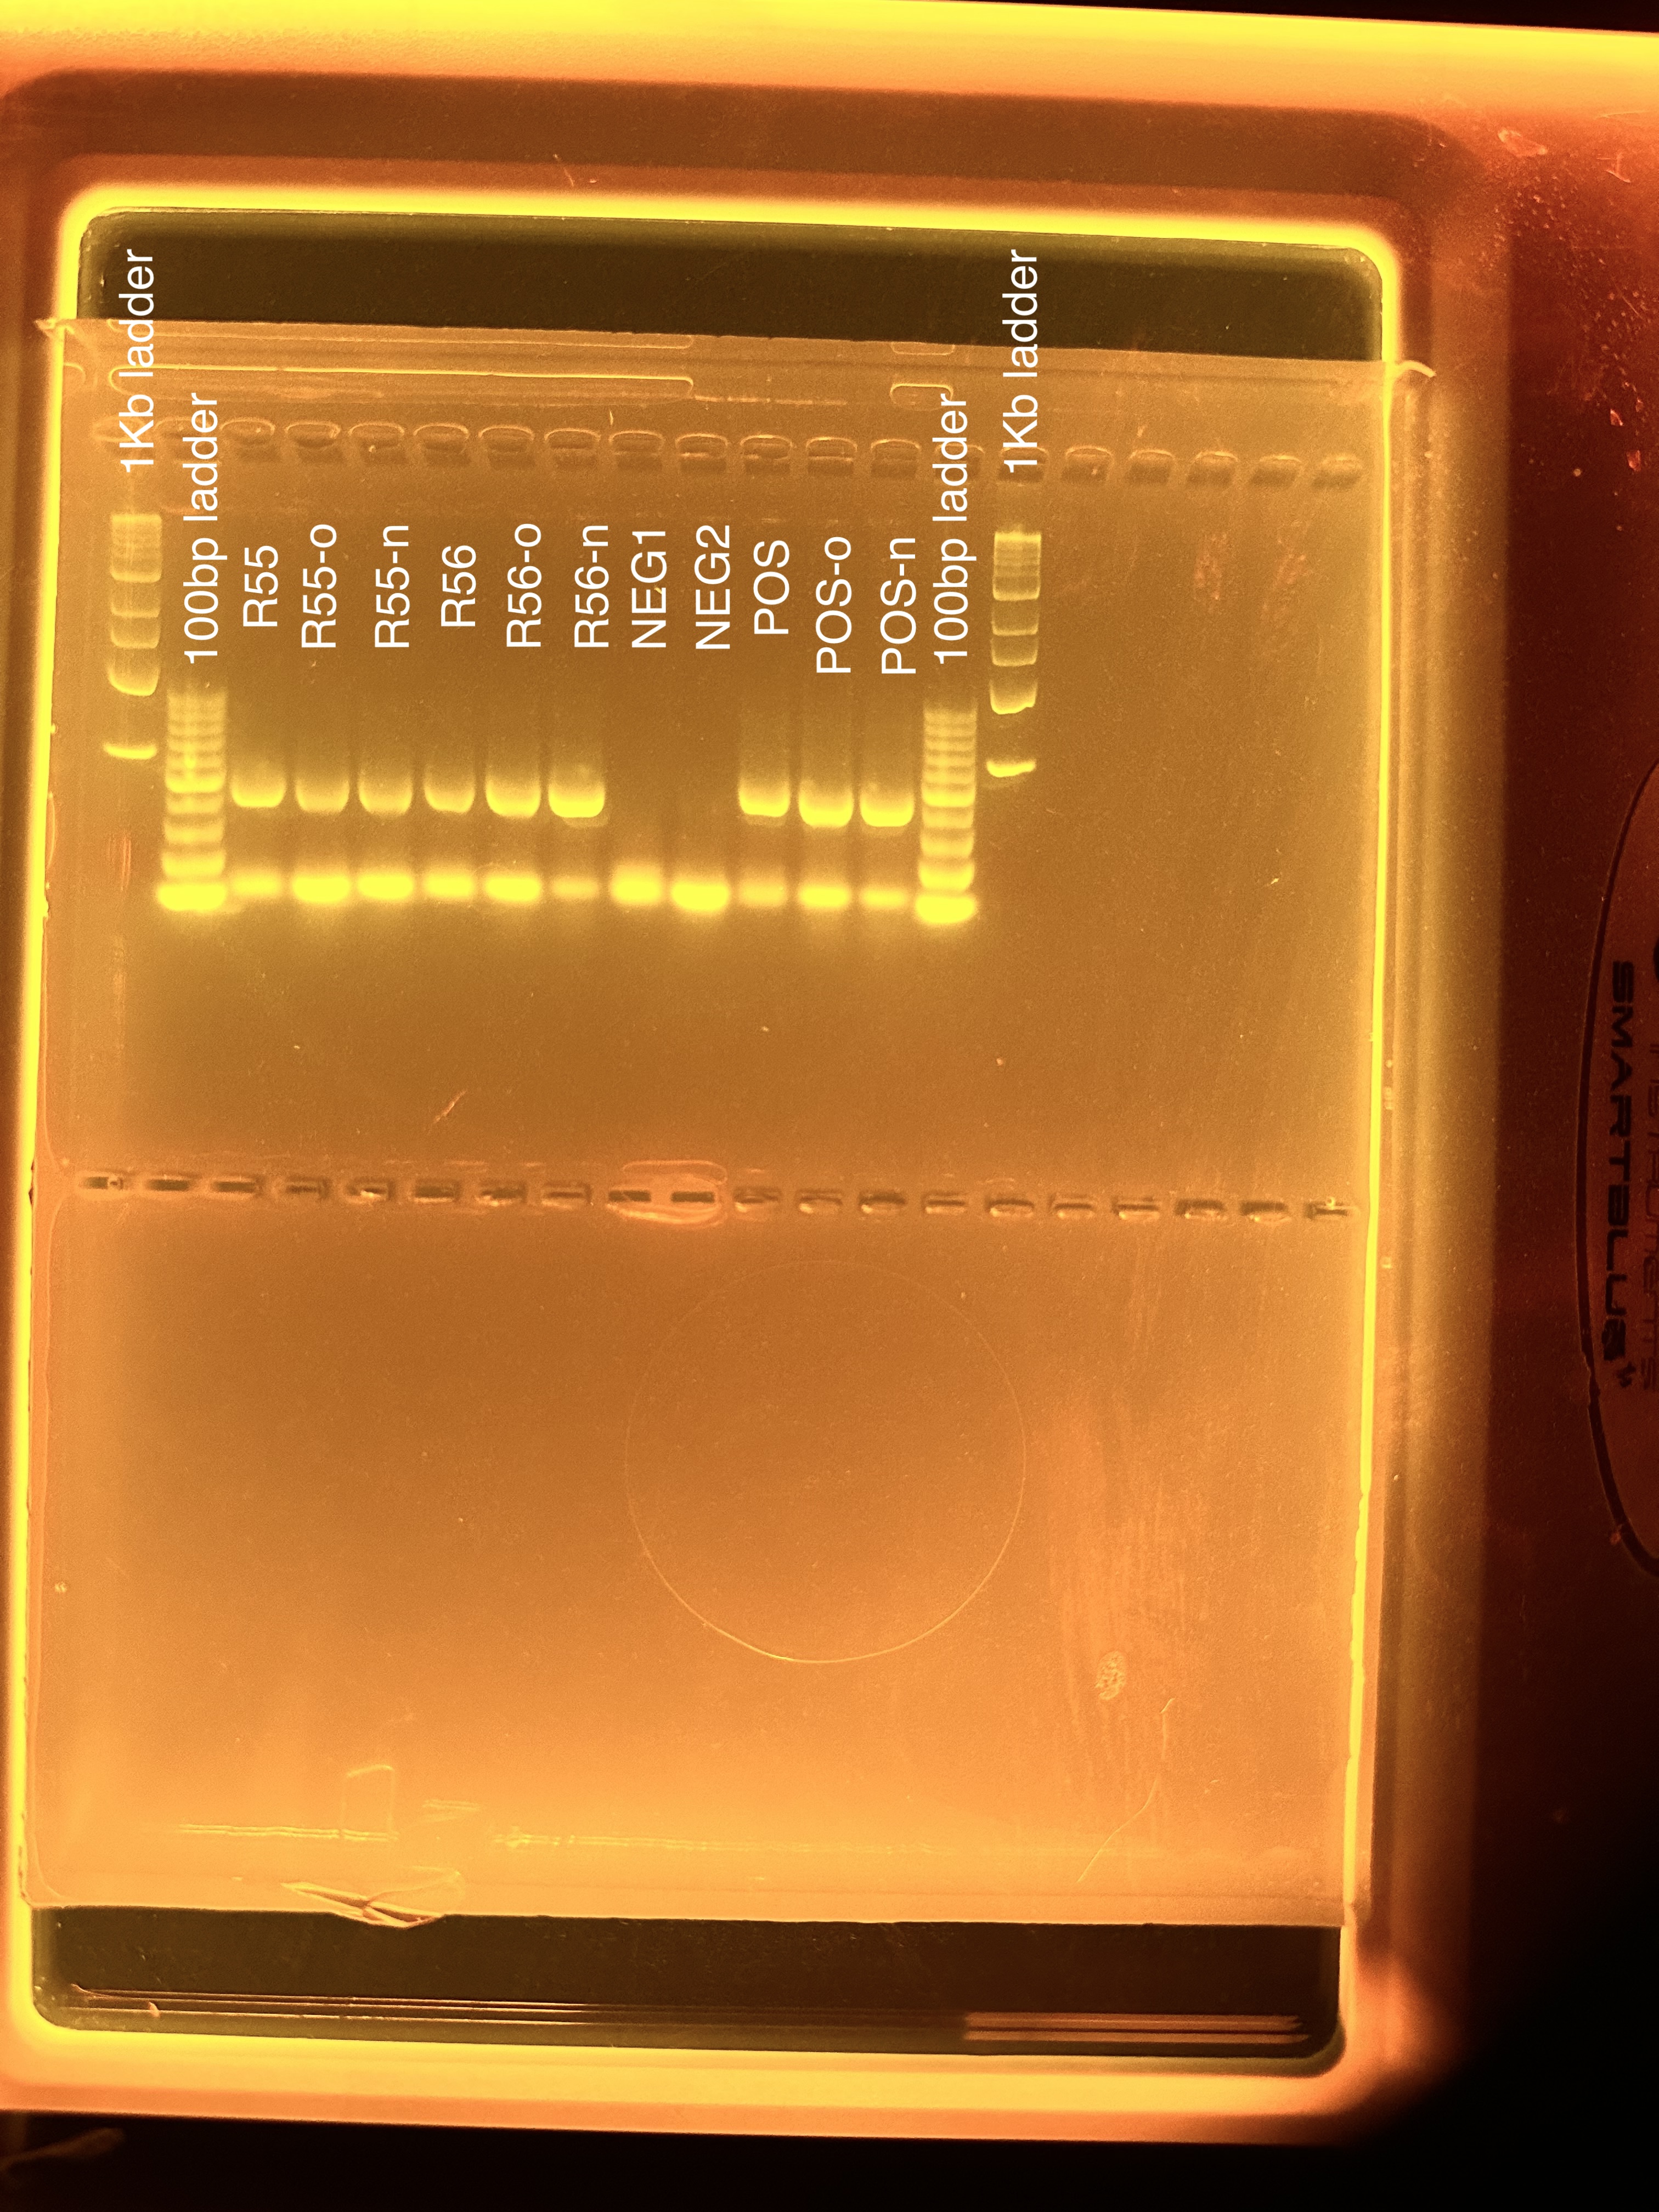 1Kb ladder
100bp ladder
R55
R55-o
R55-n
R56
R56-o
R56-n
NEG1
NEG2
POS
POS-o
POS-n
100bp ladder
1Kb ladder
SMARTBLUE